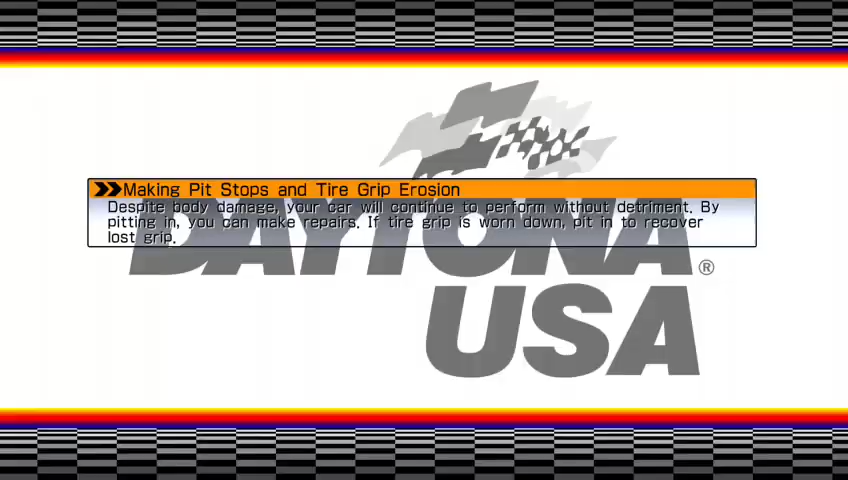 Making Pit Stops and Tire Grip Erosion
Despite body damage, your car will continue to perform without detriment. By
pitting in, you can make repairs. If tire grip is worn down, pit in to recover
lost grip.
DAYTONA
USA
®